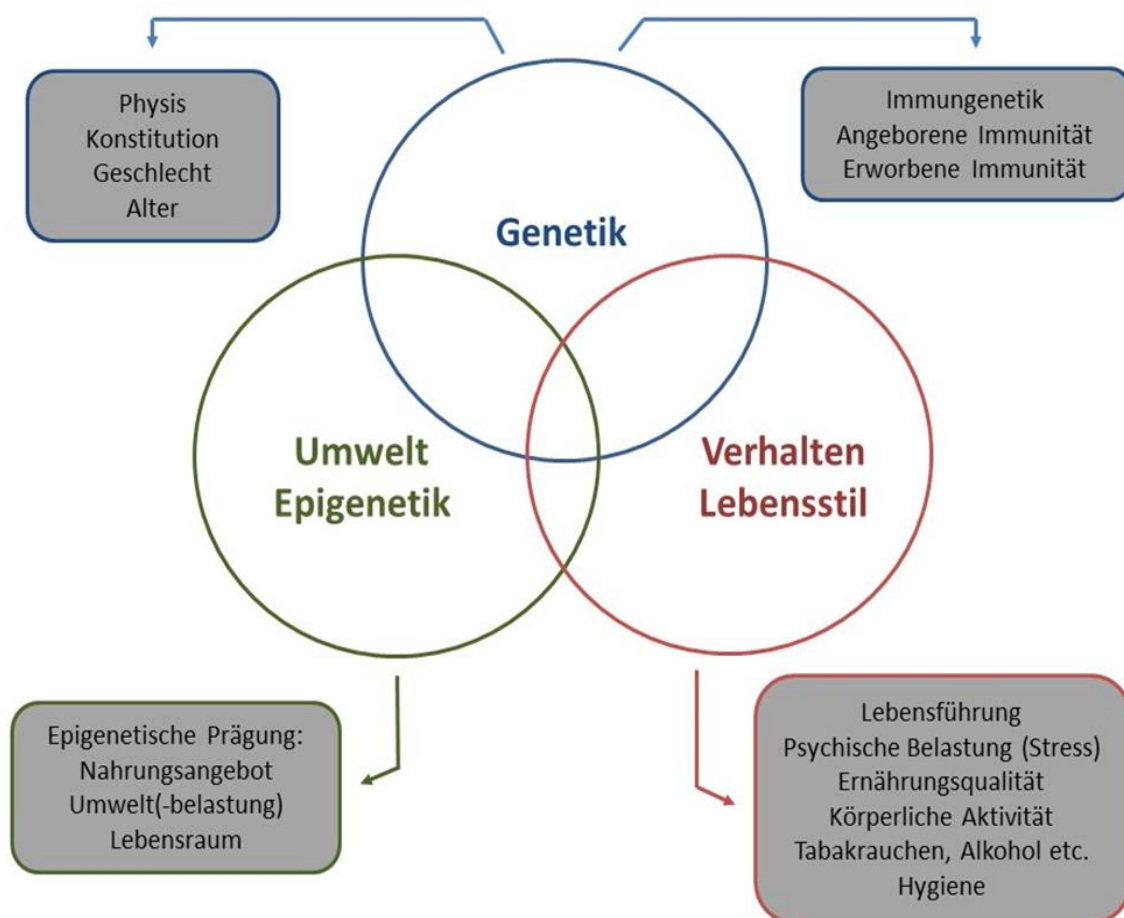 Physis
Konstitution
Geschlecht
Alter
Immungenetik
Angeborene Immunität
Erworbene Immunität
Genetik
Umwelt
Epigenetik
Verhalten
Lebensstil
Epigenetische Prägung:
Nahrungsangebot
Umwelt(-belastung)
Lebensraum
Lebensführung
Psychische Belastung (Stress)
Ernährungsqualität
Körperliche Aktivität
Tabakrauchen, Alkohol etc.
Hygiene